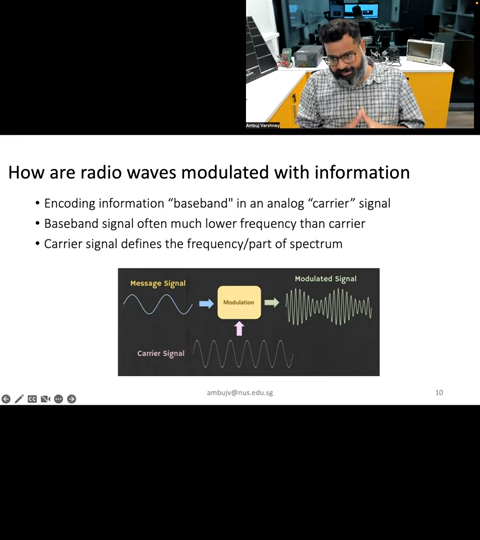 Ambuj Varshney
How are radio waves modulated with information
• Encoding information “baseband" in an analog “carrier” signal
• Baseband signal often much lower frequency than carrier
• Carrier signal defines the frequency/part of spectrum
Message Signal
Modulated Signal
Modulation
Carrier Signal
ambujv@nus.edu.sg
10